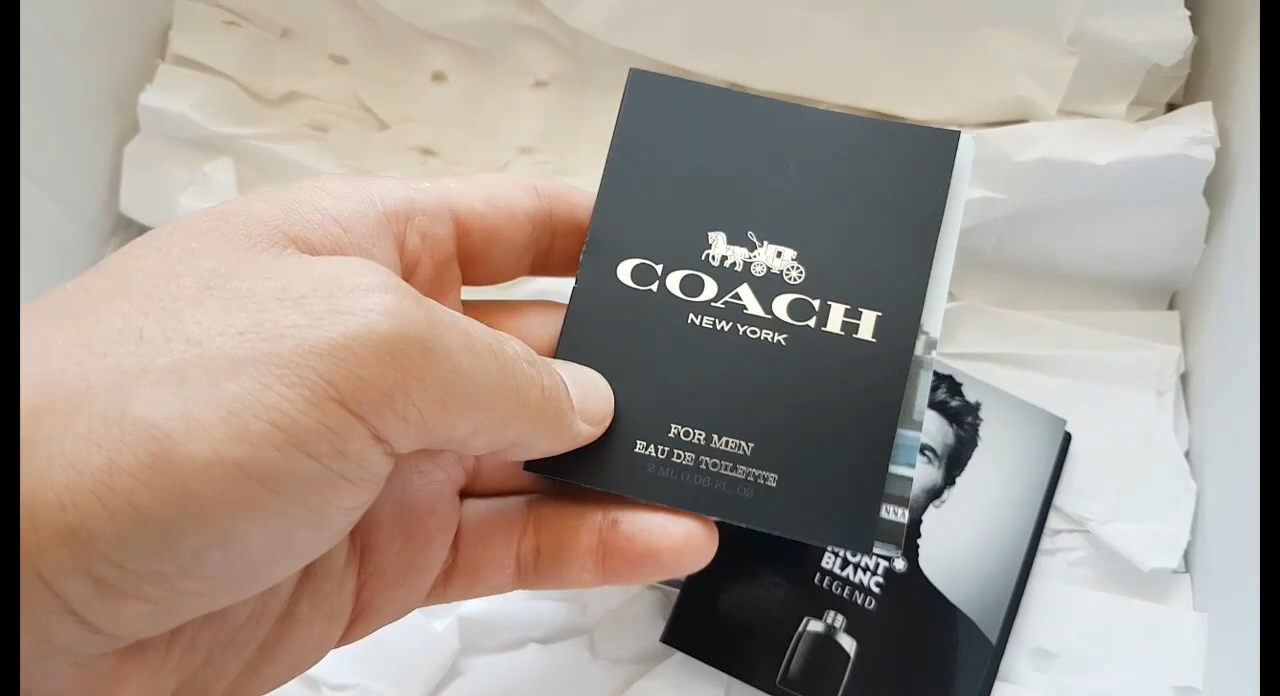 COACH
NEW YORK
FOR MEN
EAU DE TOILETTE
2 ML 0.06 FL. OZ
MONT
BLANC
LEGEND